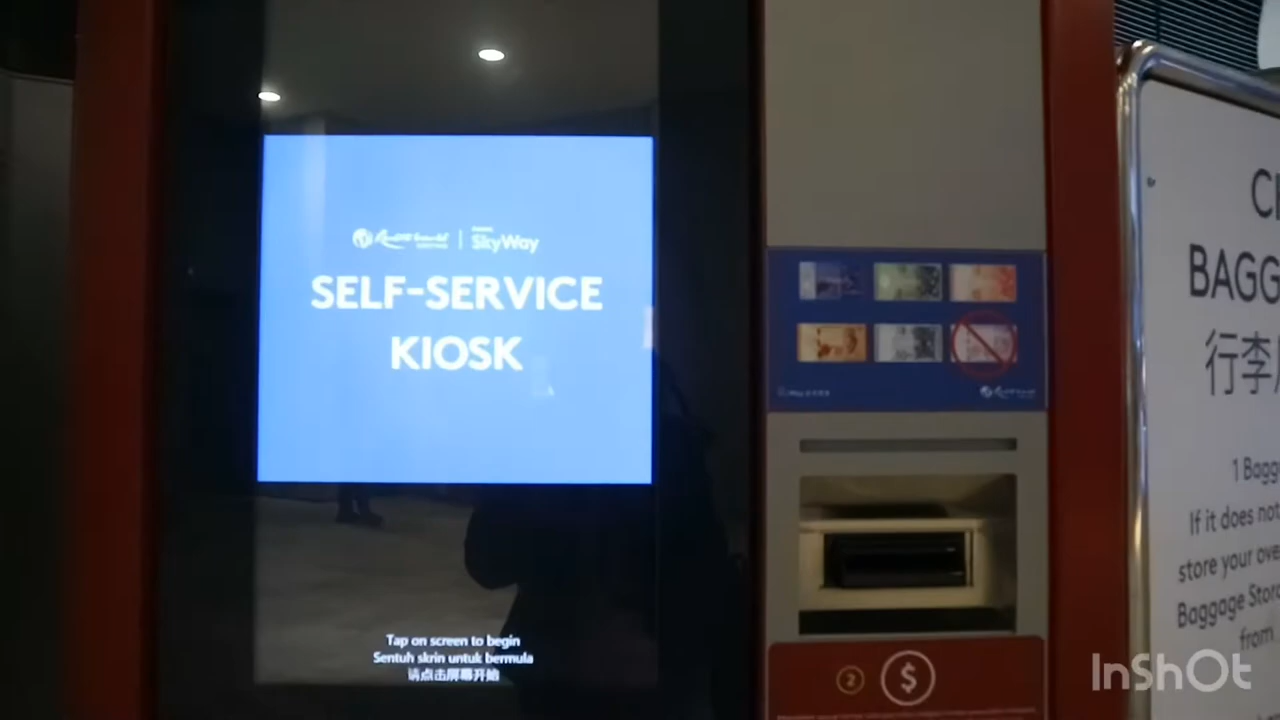 SkyWay
SELF-SERVICE
KIOSK
Tap on screen to begin
Sentuh skrin untuk bermula
请点击屏幕开始
2
$
BAGG
行李
1 Bagg
If it does not
store your ove
Baggage Stor
from
InShOt